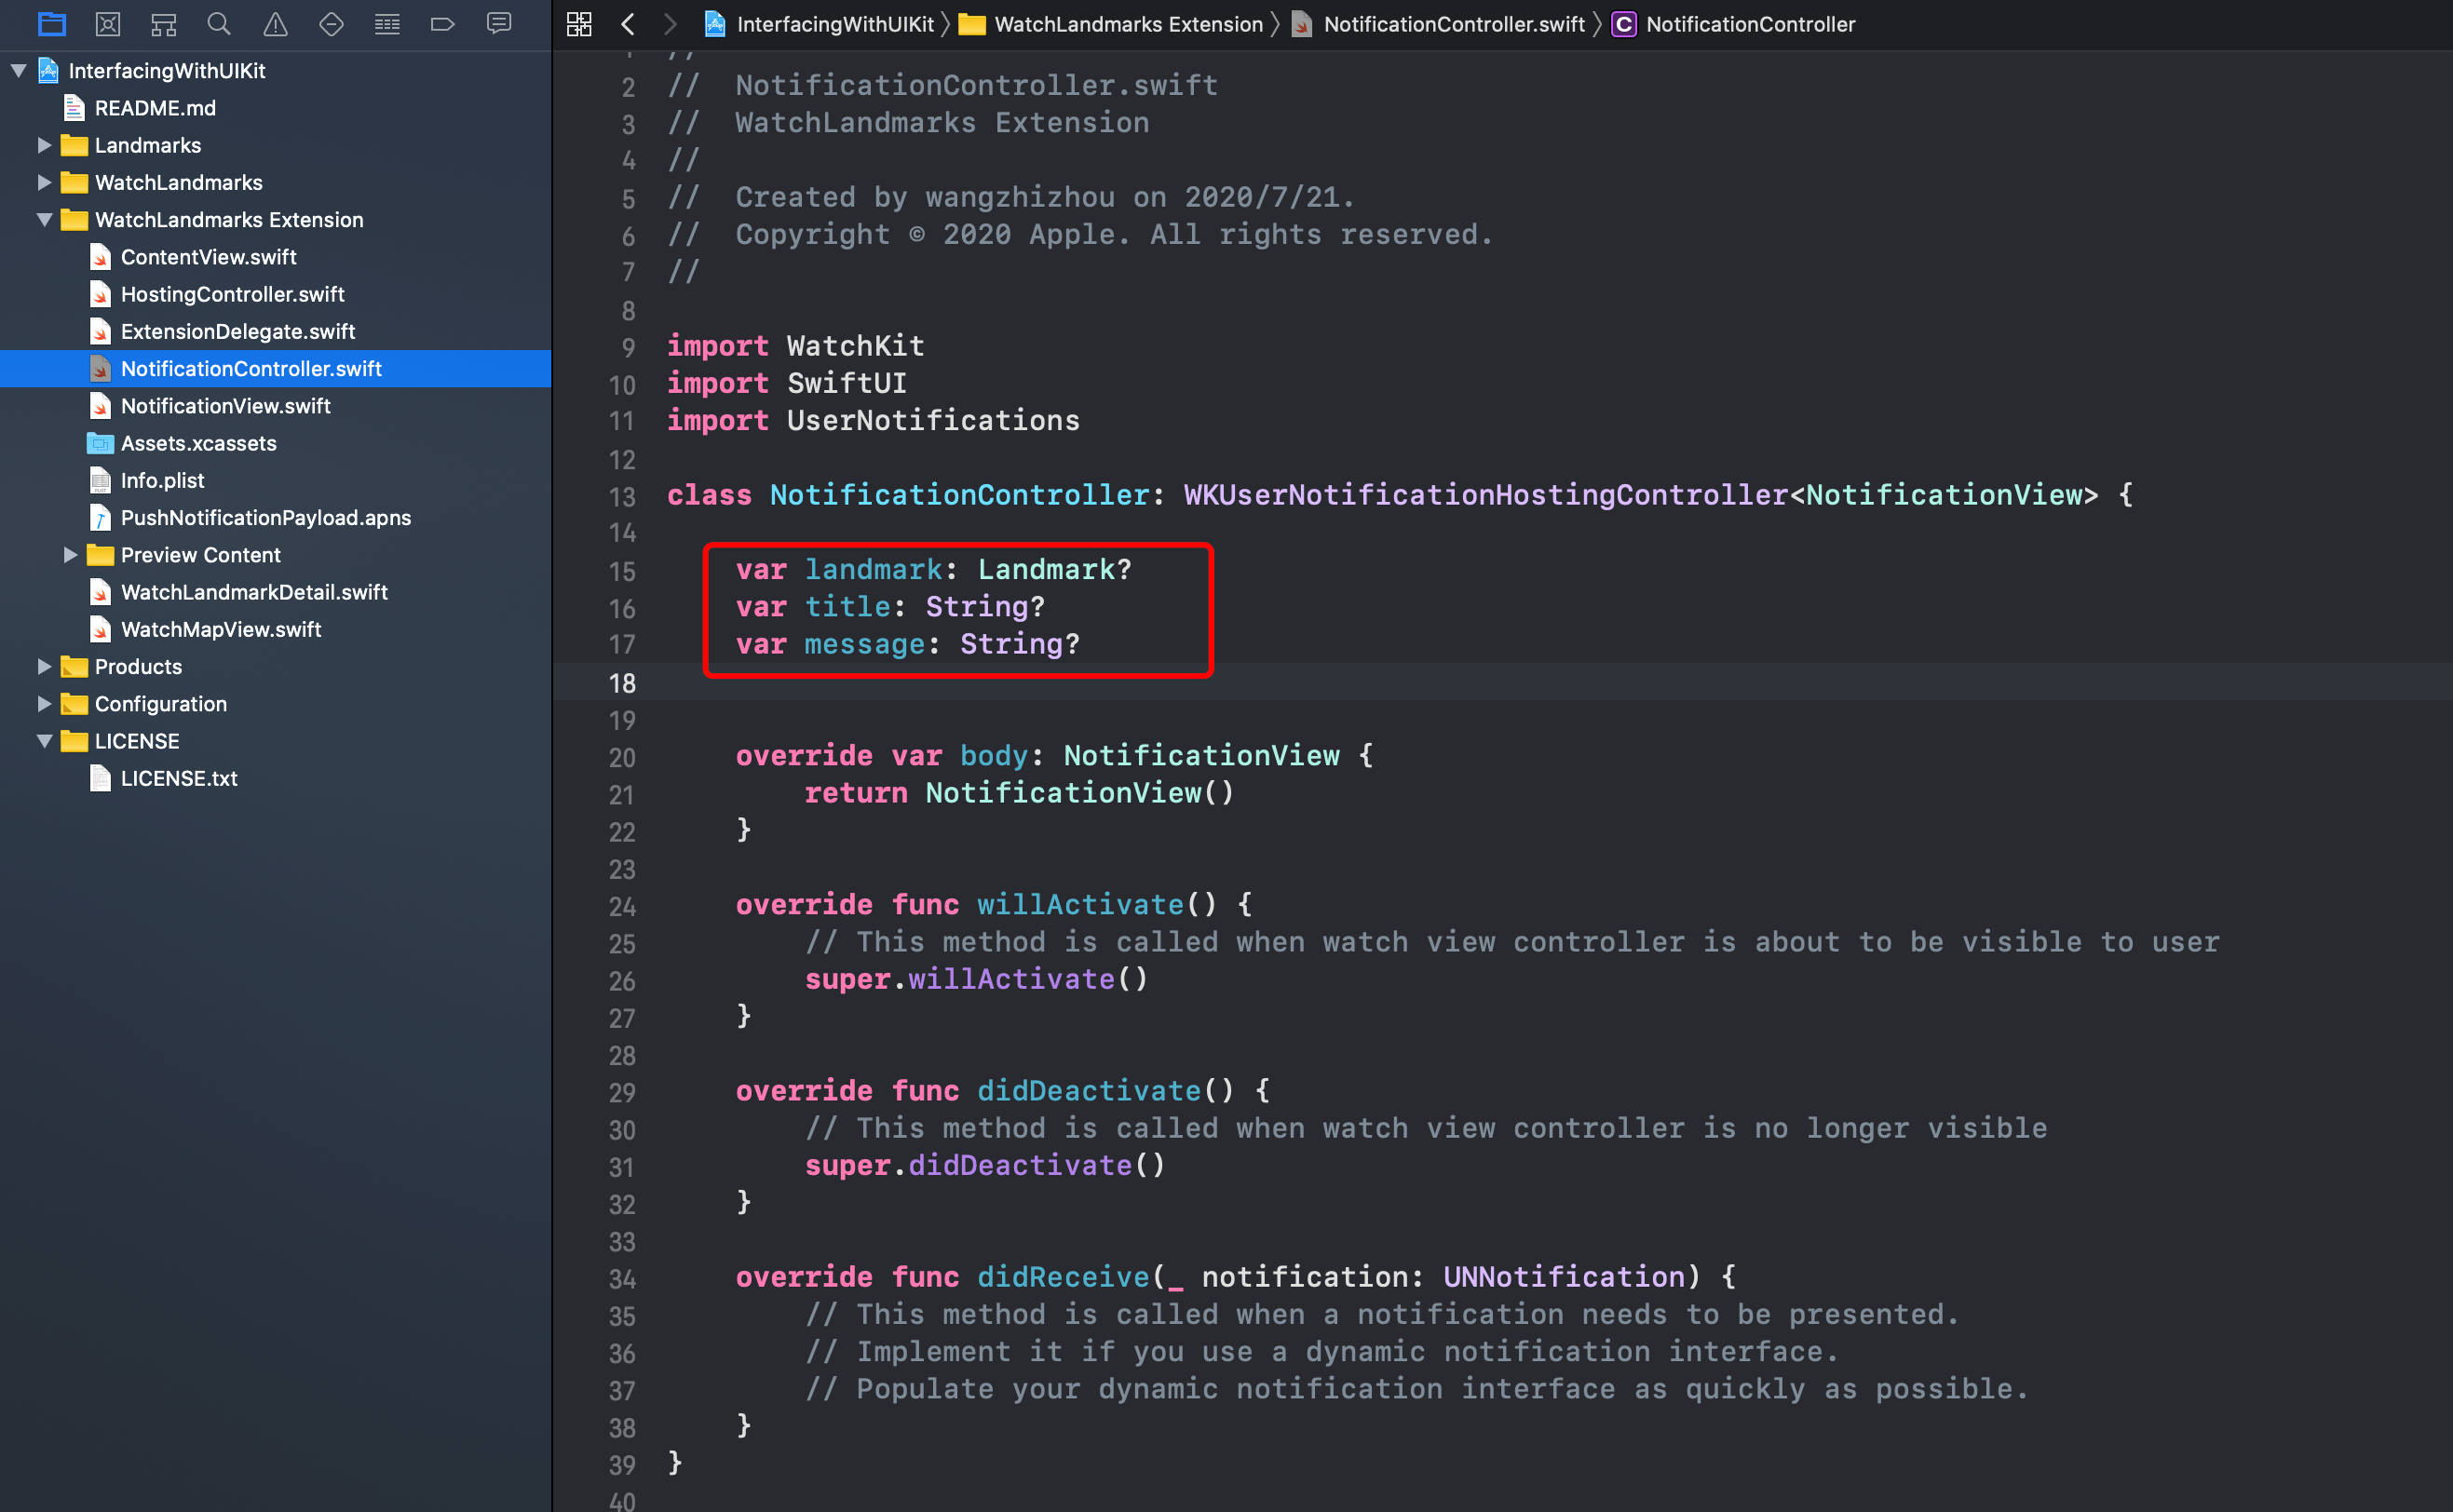 InterfacingWithUIKit
README.md
Landmarks
WatchLandmarks
WatchLandmarks Extension
ContentView.swift
HostingController.swift
ExtensionDelegate.swift
NotificationController.swift
NotificationView.swift
Assets.xcassets
Info.plist
PushNotificationPayload.apns
Preview Content
WatchLandmarkDetail.swift
WatchMapView.swift
Products
Configuration
LICENSE
LICENSE.txt
InterfacingWithUIKit 〉 WatchLandmarks Extension 〉 NotificationController.swift 〉 C NotificationController
1 //
2 //  NotificationController.swift
3 //  WatchLandmarks Extension
4 //
5 //  Created by wangzhizhou on 2020/7/21.
6 //  Copyright © 2020 Apple. All rights reserved.
7 //
8
9 import WatchKit
10 import SwiftUI
11 import UserNotifications
12
13 class NotificationController: WKUserNotificationHostingController<NotificationView> {
14
15     var landmark: Landmark?
16     var title: String?
17     var message: String?
18
19
20     override var body: NotificationView {
21         return NotificationView()
22     }
23
24     override func willActivate() {
25         // This method is called when watch view controller is about to be visible to user
26         super.willActivate()
27     }
28
29     override func didDeactivate() {
30         // This method is called when watch view controller is no longer visible
31         super.didDeactivate()
32     }
33
34     override func didReceive(_ notification: UNNotification) {
35         // This method is called when a notification needs to be presented.
36         // Implement it if you use a dynamic notification interface.
37         // Populate your dynamic notification interface as quickly as possible.
38     }
39 }
40